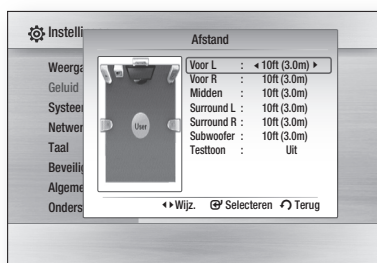 Instelli
Afstand
Weerga
Geluid
Systee
Netwer
Taal
Beveilig
Algeme
Onders
User
Voor L : ◀ 10ft (3.0m) ▶
Voor R : 10ft (3.0m)
Midden : 10ft (3.0m)
Surround L : 10ft (3.0m)
Surround R : 10ft (3.0m)
Subwoofer : 10ft (3.0m)
Testtoon : Uit
◀▶ Wijz. Selecteren Terug